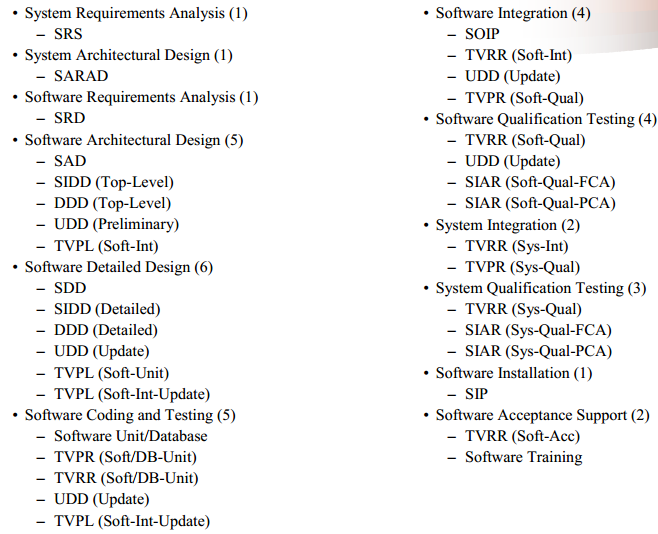 • System Requirements Analysis (1)
– SRS
• System Architectural Design (1)
– SARAD
• Software Requirements Analysis (1)
– SRD
• Software Architectural Design (5)
– SAD
– SIDD (Top-Level)
– DDD (Top-Level)
– UDD (Preliminary)
– TVPL (Soft-Int)
• Software Detailed Design (6)
– SDD
– SIDD (Detailed)
– DDD (Detailed)
– UDD (Update)
– TVPL (Soft-Unit)
– TVPL (Soft-Int-Update)
• Software Coding and Testing (5)
– Software Unit/Database
– TVPR (Soft/DB-Unit)
– TVRR (Soft/DB-Unit)
– UDD (Update)
– TVPL (Soft-Int-Update)
• Software Integration (4)
– SOIP
– TVRR (Soft-Int)
– UDD (Update)
– TVPR (Soft-Qual)
• Software Qualification Testing (4)
– TVRR (Soft-Qual)
– UDD (Update)
– SIAR (Soft-Qual-FCA)
– SIAR (Soft-Qual-PCA)
• System Integration (2)
– TVRR (Sys-Int)
– TVPR (Sys-Qual)
• System Qualification Testing (3)
– TVRR (Sys-Qual)
– SIAR (Sys-Qual-FCA)
– SIAR (Sys-Qual-PCA)
• Software Installation (1)
– SIP
• Software Acceptance Support (2)
– TVRR (Soft-Acc)
– Software Training